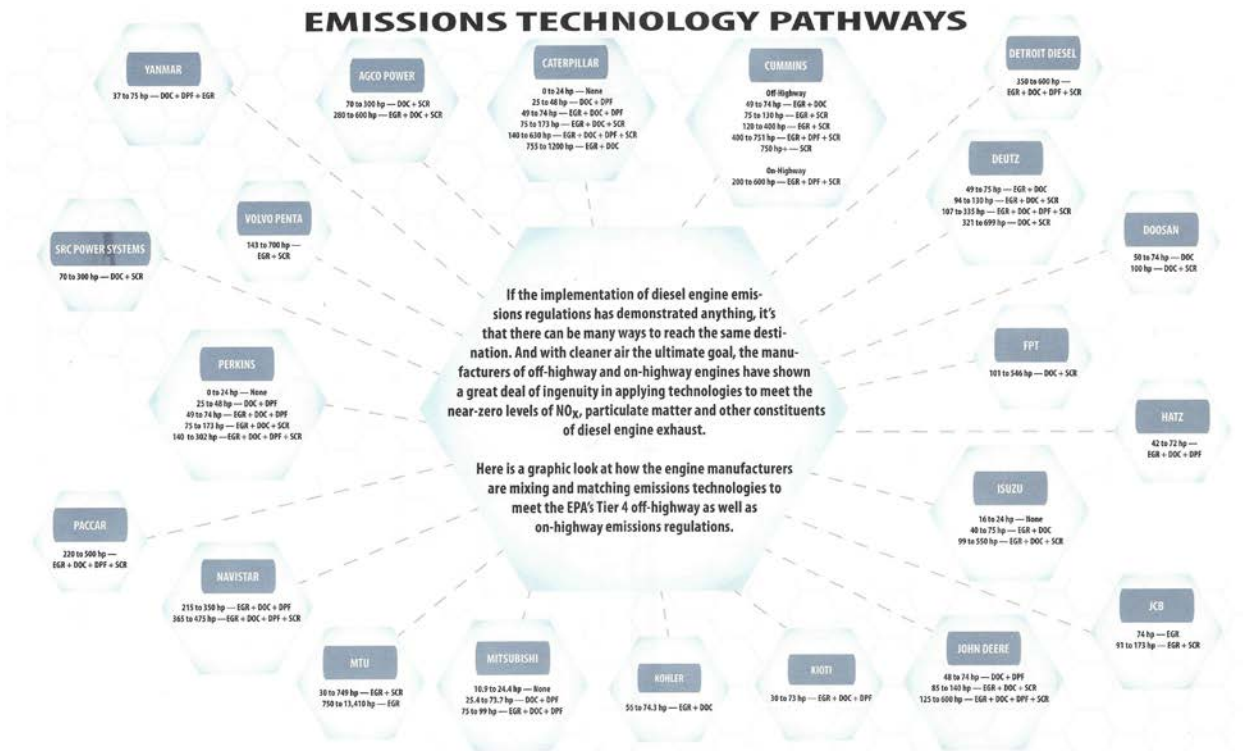 EMISSIONS TECHNOLOGY PATHWAYS
YANMAR
37 to 75 hp — DOC + DPF + EGR
AGCO POWER
70 to 300 hp — DOC + SCR
280 to 600 hp — EGR + DOC + SCR
CATERPILLAR
0 to 24 hp — None
25 to 48 hp — DOC + DPF
49 to 74 hp — EGR + DOC + DPF
75 to 173 hp — EGR + DOC + SCR
140 to 630 hp — EGR + DOC + DPF + SCR
755 to 1200 hp — EGR + DOC
CUMMINS
Off-Highway
49 to 74 hp — EGR + DOC
75 to 130 hp — EGR + SCR
120 to 400 hp — EGR + SCR
400 to 751 hp — EGR + DPF + SCR
750 hp+ — SCR
On-Highway
200 to 600 hp — EGR + DPF + SCR
DETROIT DIESEL
350 to 600 hp —
EGR + DOC + DPF + SCR
DEUTZ
49 to 75 hp — EGR + DOC
94 to 130 hp — EGR + DOC + SCR
107 to 335 hp — EGR + DOC + DPF + SCR
321 to 699 hp — DOC + SCR
DOOSAN
50 to 74 hp — DOC
100 hp — DOC + SCR
VOLVO PENTA
143 to 700 hp —
EGR + SCR
SRC POWER SYSTEMS
70 to 300 hp — DOC + SCR
If the implementation of diesel engine emis-
sions regulations has demonstrated anything, it's
that there can be many ways to reach the same desti-
nation. And with cleaner air the ultimate goal, the manu-
facturers of off-highway and on-highway engines have shown
a great deal of ingenuity in applying technologies to meet the
near-zero levels of NOX, particulate matter and other constituents
of diesel engine exhaust.
Here is a graphic look at how the engine manufacturers
are mixing and matching emissions technologies to
meet the EPA's Tier 4 off-highway as well as
on-highway emissions regulations.
FPT
101 to 546 hp — DOC + SCR
HATZ
42 to 72 hp —
EGR + DOC + DPF
PERKINS
0 to 24 hp — None
25 to 48 hp — DOC + DPF
49 to 74 hp — EGR + DOC + DPF
75 to 173 hp — EGR + DOC + SCR
140 to 302 hp —EGR + DOC + DPF + SCR
ISUZU
16 to 24 hp — None
40 to 75 hp — EGR + DOC
99 to 550 hp — EGR + DOC + SCR
PACCAR
220 to 500 hp —
EGR + DOC + DPF + SCR
NAVISTAR
215 to 350 hp — EGR + DOC + DPF
365 to 475 hp—EGR + DOC + DPF + SCR
JCB
74 hp — EGR
91 to 173 hp — EGR + SCR
MTU
30 to 749 hp — EGR + SCR
750 to 13,410 hp — EGR
MITSUBISHI
10.9 to 24.4 hp — None
25.4 to 73.7 hp — DOC + DPF
75 to 99 hp — EGR + DOC + DPF
KOHLER
55 to 74.3 hp — EGR + DOC
KIOTI
30 to 73 hp — EGR + DOC + DPF
JOHN DEERE
48 to 74 hp — DOC + DPF
85 to 140 hp — EGR + DOC + SCR
125 to 600 hp — EGR + DOC + DPF + SCR